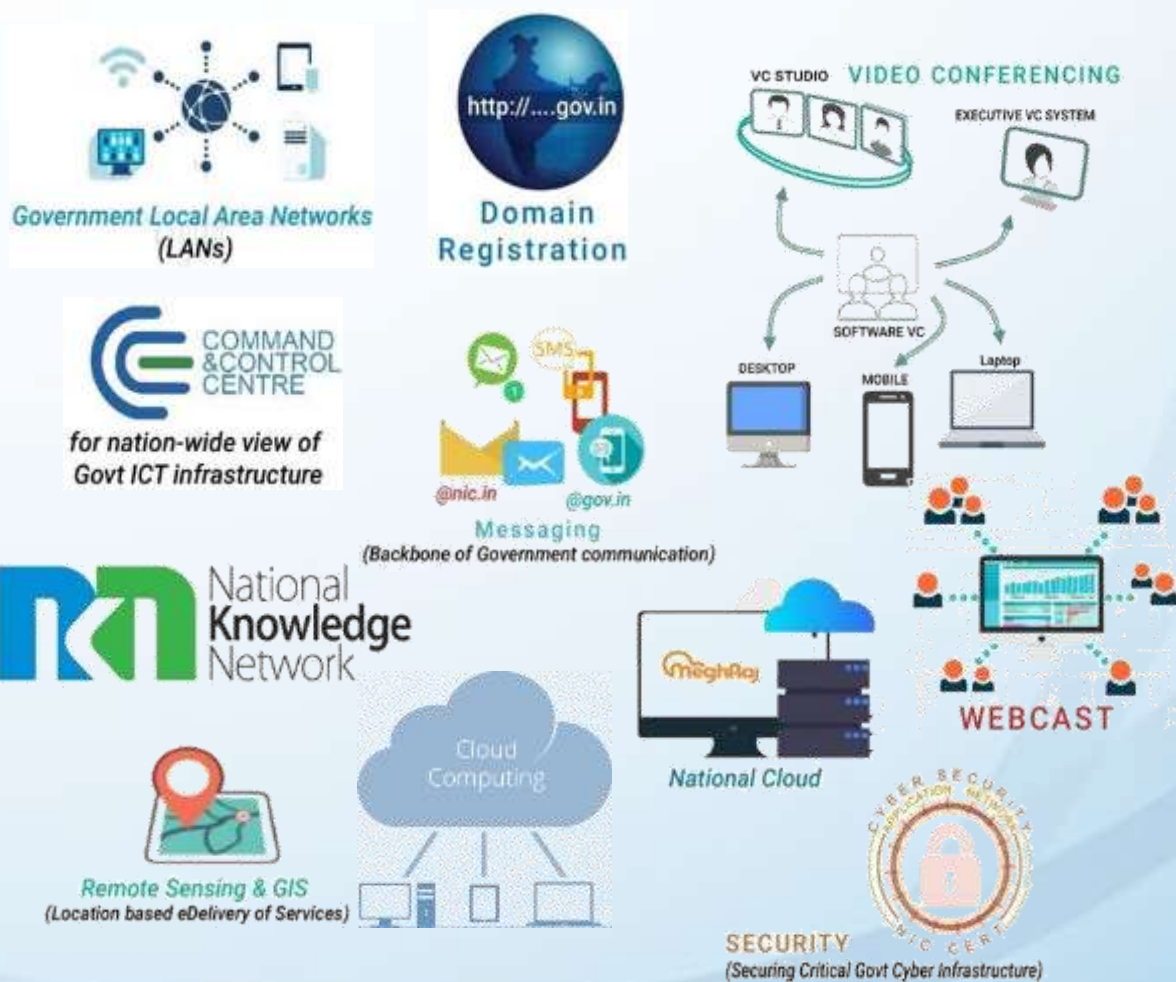 Government Local Area Networks
(LANs)
http://....gov.in
Domain
Registration
VIDEO CONFERENCING
VC STUDIO
EXECUTIVE VC SYSTEM
SOFTWARE VC
DESKTOP
MOBILE
Laptop
COMMAND
&CONTROL
CENTRE
for nation-wide view of
Govt ICT infrastructure
SMS
1
@nic.in
@gov.in
Messaging
(Backbone of Government communication)
National
Knowledge
Network
MeghRaj
National Cloud
WEBCAST
Cloud
Computing
Remote Sensing & GIS
(Location based eDelivery of Services)
CYBER SECURITY
APPLICATION NETWORK
NIC CERT
SECURITY
(Securing Critical Govt Cyber Infrastructure)